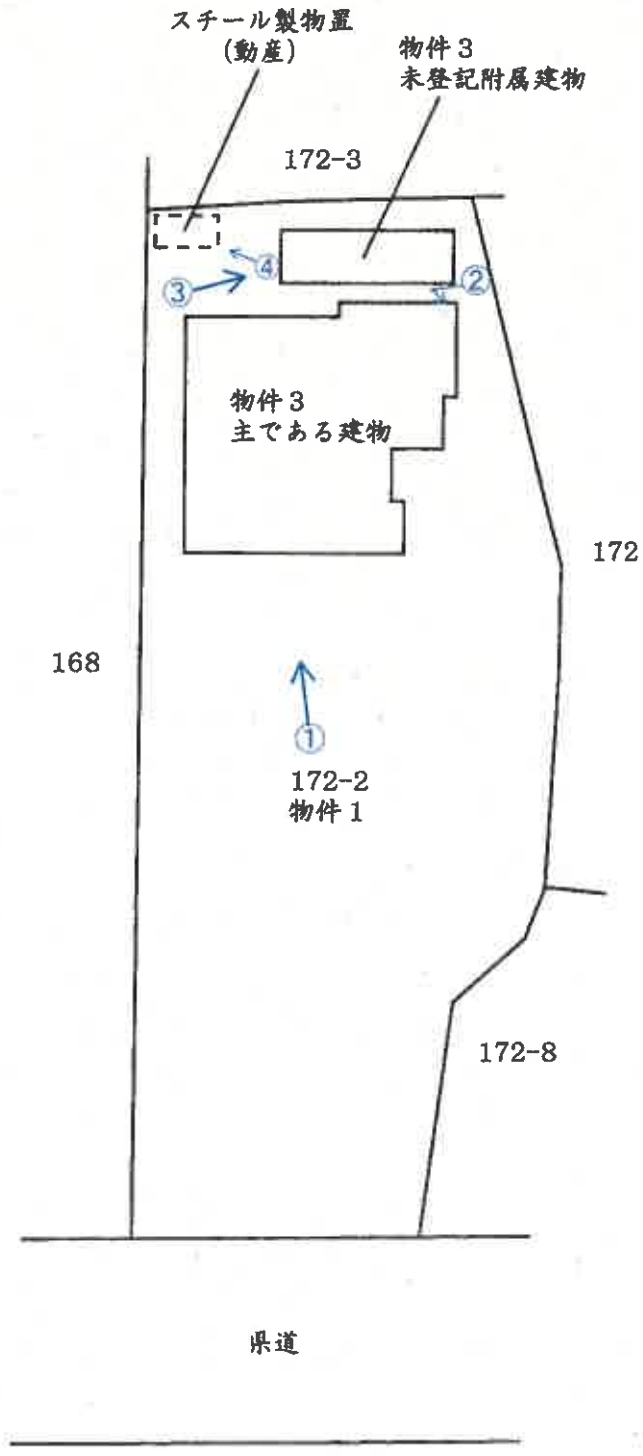 スチール製物置
(動産)
物件3
未登記附属建物
172-3
④
③
②
物件3
主である建物
172
168
①
172-2
物件1
172-8
県道